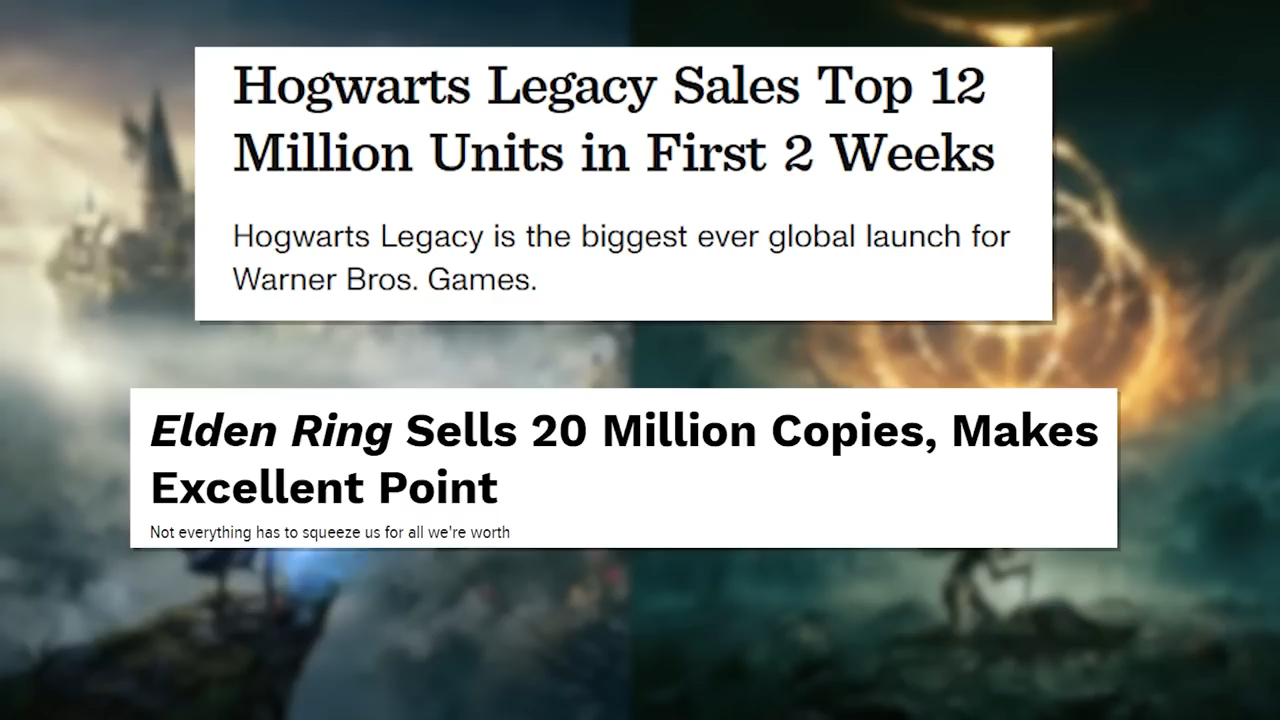 Hogwarts Legacy Sales Top 12
Million Units in First 2 Weeks
Hogwarts Legacy is the biggest ever global launch for
Warner Bros. Games.
Elden Ring Sells 20 Million Copies, Makes
Excellent Point
Not everything has to squeeze us for all we're worth